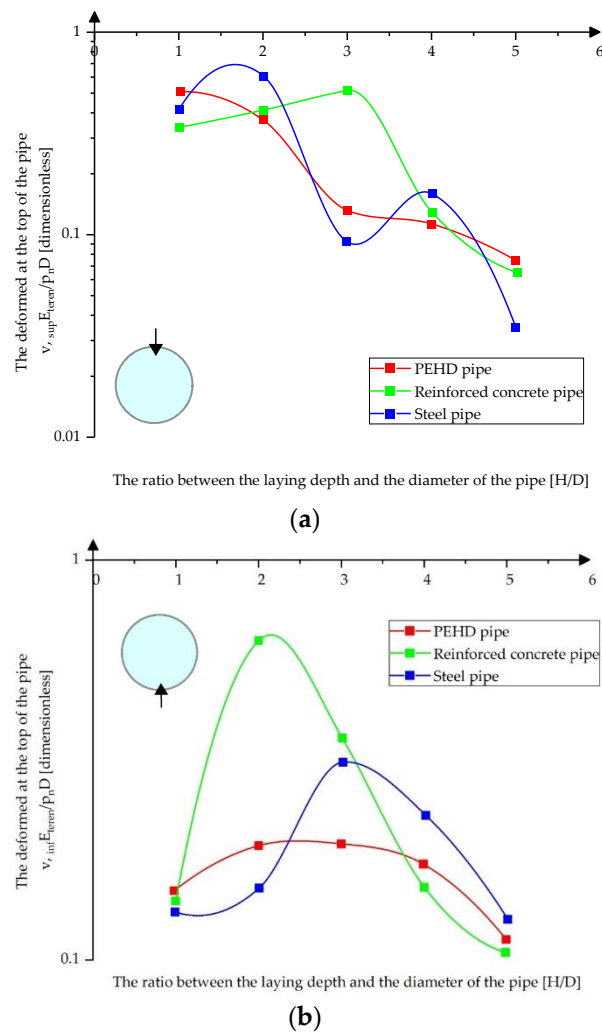 1
0
1
2
3
4
5
6
The deformed at the top of the pipe
v, supEteren/pnD [dimensionless]
0.1
PEHD pipe
Reinforced concrete pipe
Steel pipe
0.01
The ratio between the laying depth and the diameter of the pipe [H/D]
(a)
1
0
1
2
3
4
5
6
PEHD pipe
Reinforced concrete pipe
Steel pipe
The deformed at the top of the pipe
v, infEteren/pnD [dimensionless]
0.1
The ratio between the laying depth and the diameter of the pipe [H/D]
(b)